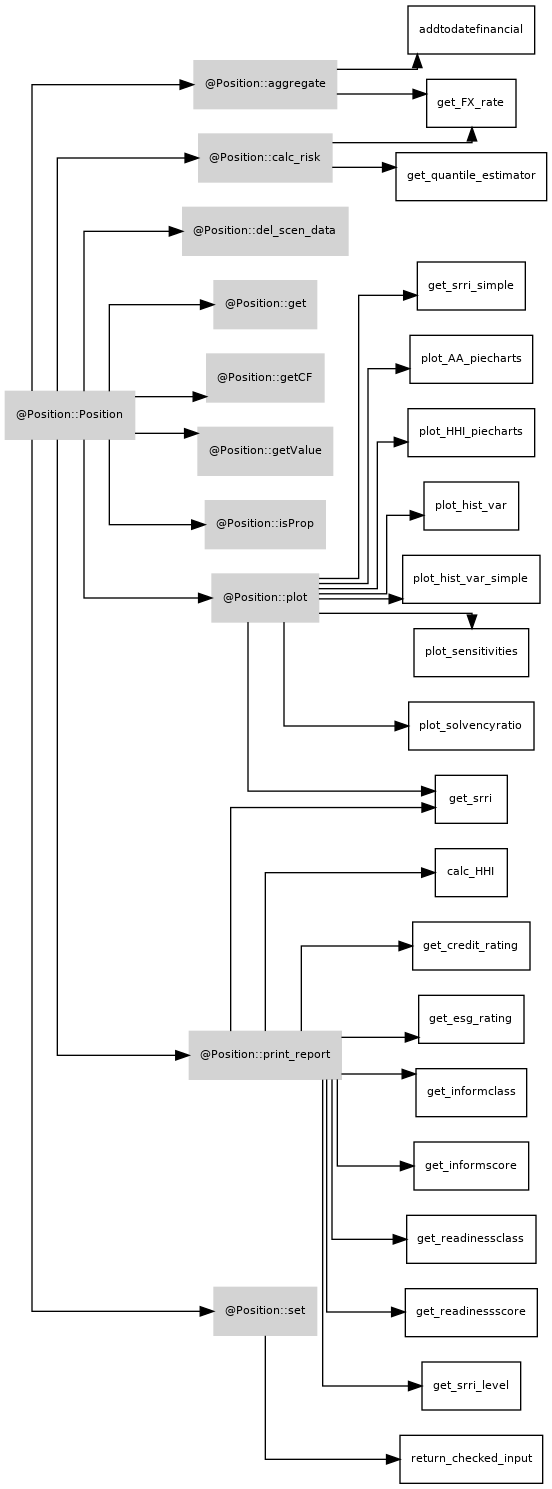 addtodatefinancial
@Position::aggregate
get_FX_rate
@Position::calc_risk
get_quantile_estimator
@Position::del_scen_data
get_srri_simple
@Position::get
plot_AA_piecharts
@Position::getCF
@Position::Position
plot_HHI_piecharts
@Position::getValue
plot_hist_var
@Position::isProp
plot_hist_var_simple
@Position::plot
plot_sensitivities
plot_solvencyratio
get_srri
calc_HHI
get_credit_rating
get_esg_rating
@Position::print_report
get_informclass
get_informscore
get_readinessclass
get_readinessscore
@Position::set
get_srri_level
return_checked_input